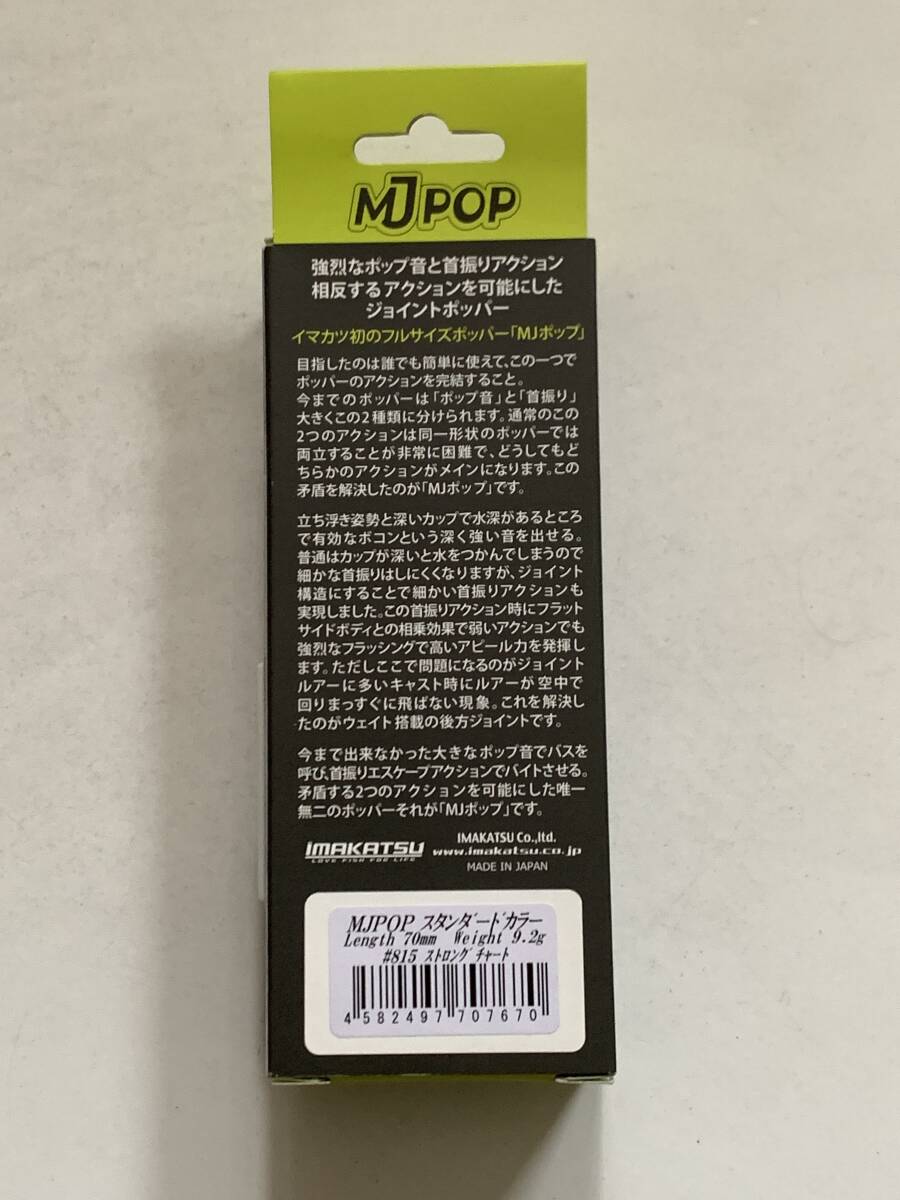 MJPOP
強烈なポップ音と首振りアクション
相反するアクションを可能にした
ジョイントポッパー
イマカツ初のフルサイズポッパー「MJポップ」
目指したのは誰でも簡単に使えて、この一つで
ポッパーのアクションを完結すること。
今までのポッパーは「ポップ音」と「首振り」
大きくこの2種類に分けられます。通常のこの
2つのアクションは同一形状のポッパーでは
両立することが非常に困難で、どうしてもど
ちらかのアクションがメインになります。この
矛盾を解決したのが「MJポップ」です。
立ち浮き姿勢と深いカップで水深があるところ
で有効なボコンという深く強い音を出せる。
普通はカップが深いと水をつかんでしまうので
細かな首振りはしにくくなりますが、ジョイント
構造にすることで細かい首振りアクションも
実現しました。この首振りアクション時にフラット
サイドボディとの相乗効果で弱いアクションでも
強烈なフラッシングで高いアピール力を発揮しま
す。ただしここで問題になるのがジョイント
ルアーに多いキャスト時にルアーが空中で
回りまっすぐに飛ばない現象。これを解決し
たのがウェイト搭載の後方ジョイントです。
今まで出来なかった大きなポップ音でバスを
呼び、首振りエスケープアクションでバイトさせる。
矛盾する2つのアクションを可能にした唯一
無二のポッパーそれが「MJポップ」です。
IMAKATSU
LOVE FISH FOR LIFE
IMAKATSU Co.,ltd.
www.imakatsu.co.jp
MADE IN JAPAN
MJPOP スタンダードカラー
Length 70mm Weight 9.2g
#815 ストロングチャート
4 582497 707670